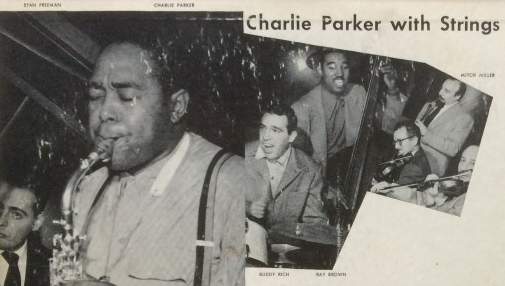 STAN FREEMAN
CHARLIE PARKER
Charlie Parker with Strings
MITCH MILLER
BUDDY RICH
RAY BROWN